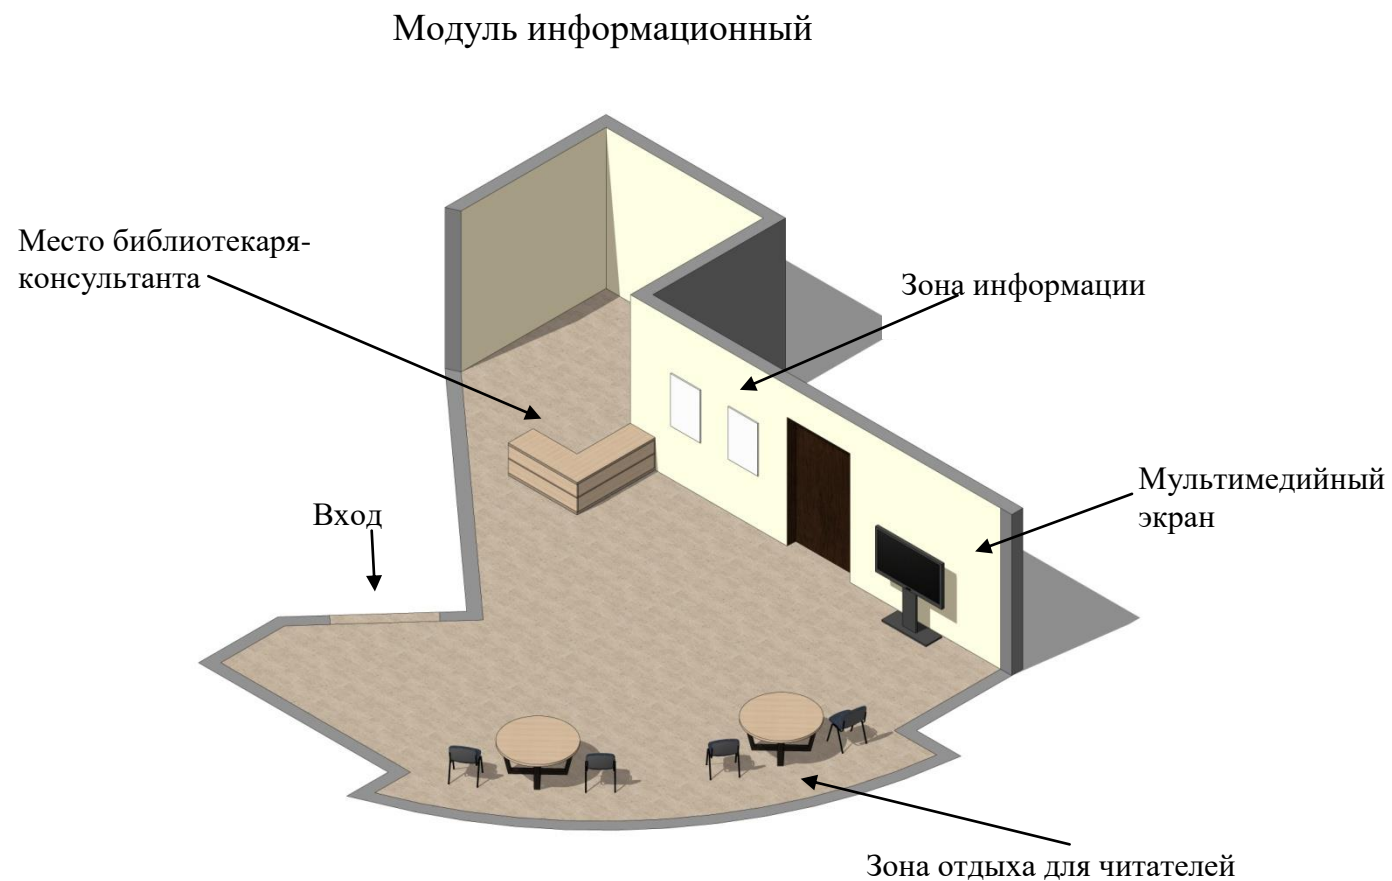 Модуль информационный
Место библиотекаря-
консультанта
Зона информации
Мультимедийный
экран
Вход
Зона отдыха для читателей